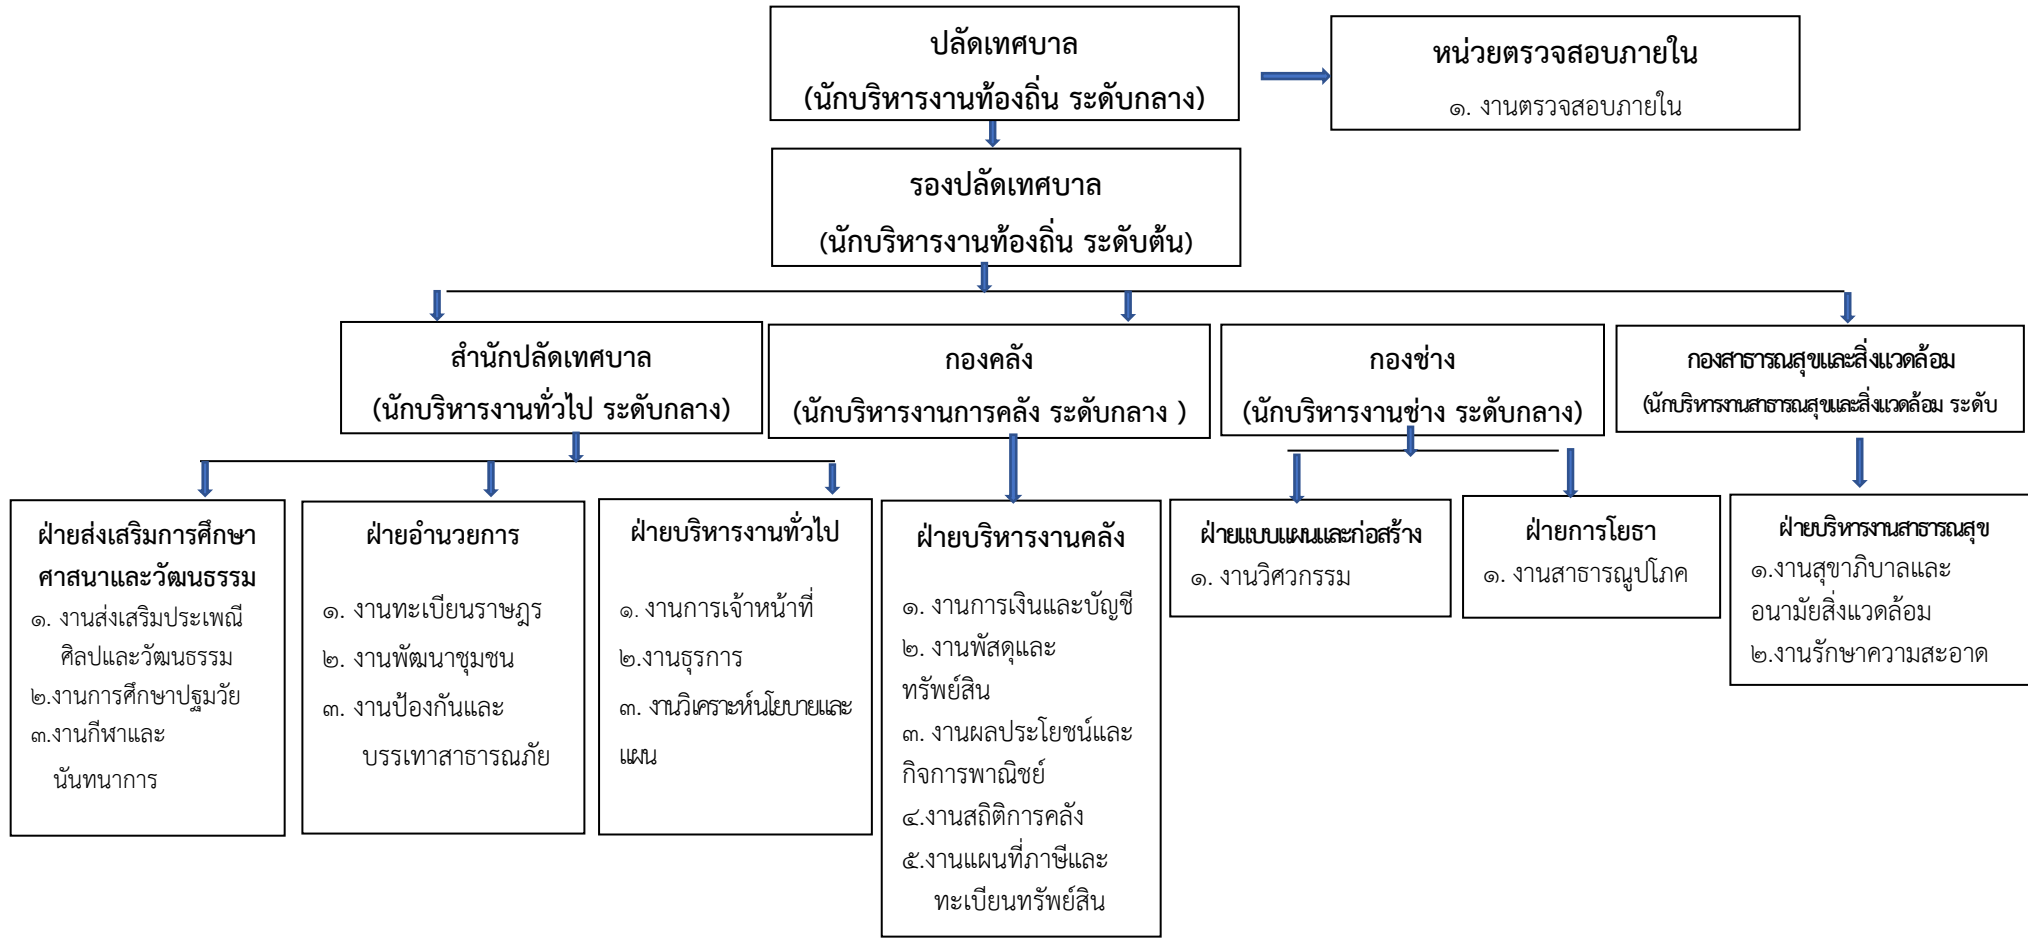 ปลัดเทศบาล
(นักบริหารงานท้องถิ่น ระดับกลาง)
หน่วยตรวจสอบภายใน
๑. งานตรวจสอบภายใน
รองปลัดเทศบาล
(นักบริหารงานท้องถิ่น ระดับต้น)
สำนักปลัดเทศบาล
(นักบริหารงานทั่วไป ระดับกลาง)
กองคลัง
(นักบริหารงานการคลัง ระดับกลาง )
กองช่าง
(นักบริหารงานช่าง ระดับกลาง)
กองสาธารณสุขและสิ่งแวดล้อม
(นักบริหารงานสาธารณสุขและสิ่งแวดล้อม ระดับ
ฝ่ายส่งเสริมการศึกษา
ศาสนาและวัฒนธรรม
๑. งานส่งเสริมประเพณี
ศิลปและวัฒนธรรม
๒.งานการศึกษาปฐมวัย
๓.งานกีฬาและ
นันทนาการ
ฝ่ายอำนวยการ
๑. งานทะเบียนราษฎร
๒. งานพัฒนาชุมชน
๓. งานป้องกันและ
บรรเทาสาธารณภัย
ฝ่ายบริหารงานทั่วไป
๑. งานการเจ้าหน้าที่
๒.งานธุรการ
๓. งานวิเคราะห์นโยบายและ
แผน
ฝ่ายบริหารงานคลัง
๑. งานการเงินและบัญชี
๒. งานพัสดุและ
ทรัพย์สิน
๓. งานผลประโยชน์และ
กิจการพาณิชย์
๔.งานสถิติการคลัง
๕.งานแผนที่ภาษีและ
ทะเบียนทรัพย์สิน
ฝ่ายแบบแผนและก่อสร้าง
๑. งานวิศวกรรม
ฝ่ายการโยธา
๑. งานสาธารณูปโภค
ฝ่ายบริหารงานสาธารณสุข
๑.งานสุขาภิบาลและ
อนามัยสิ่งแวดล้อม
๒.งานรักษาความสะอาด